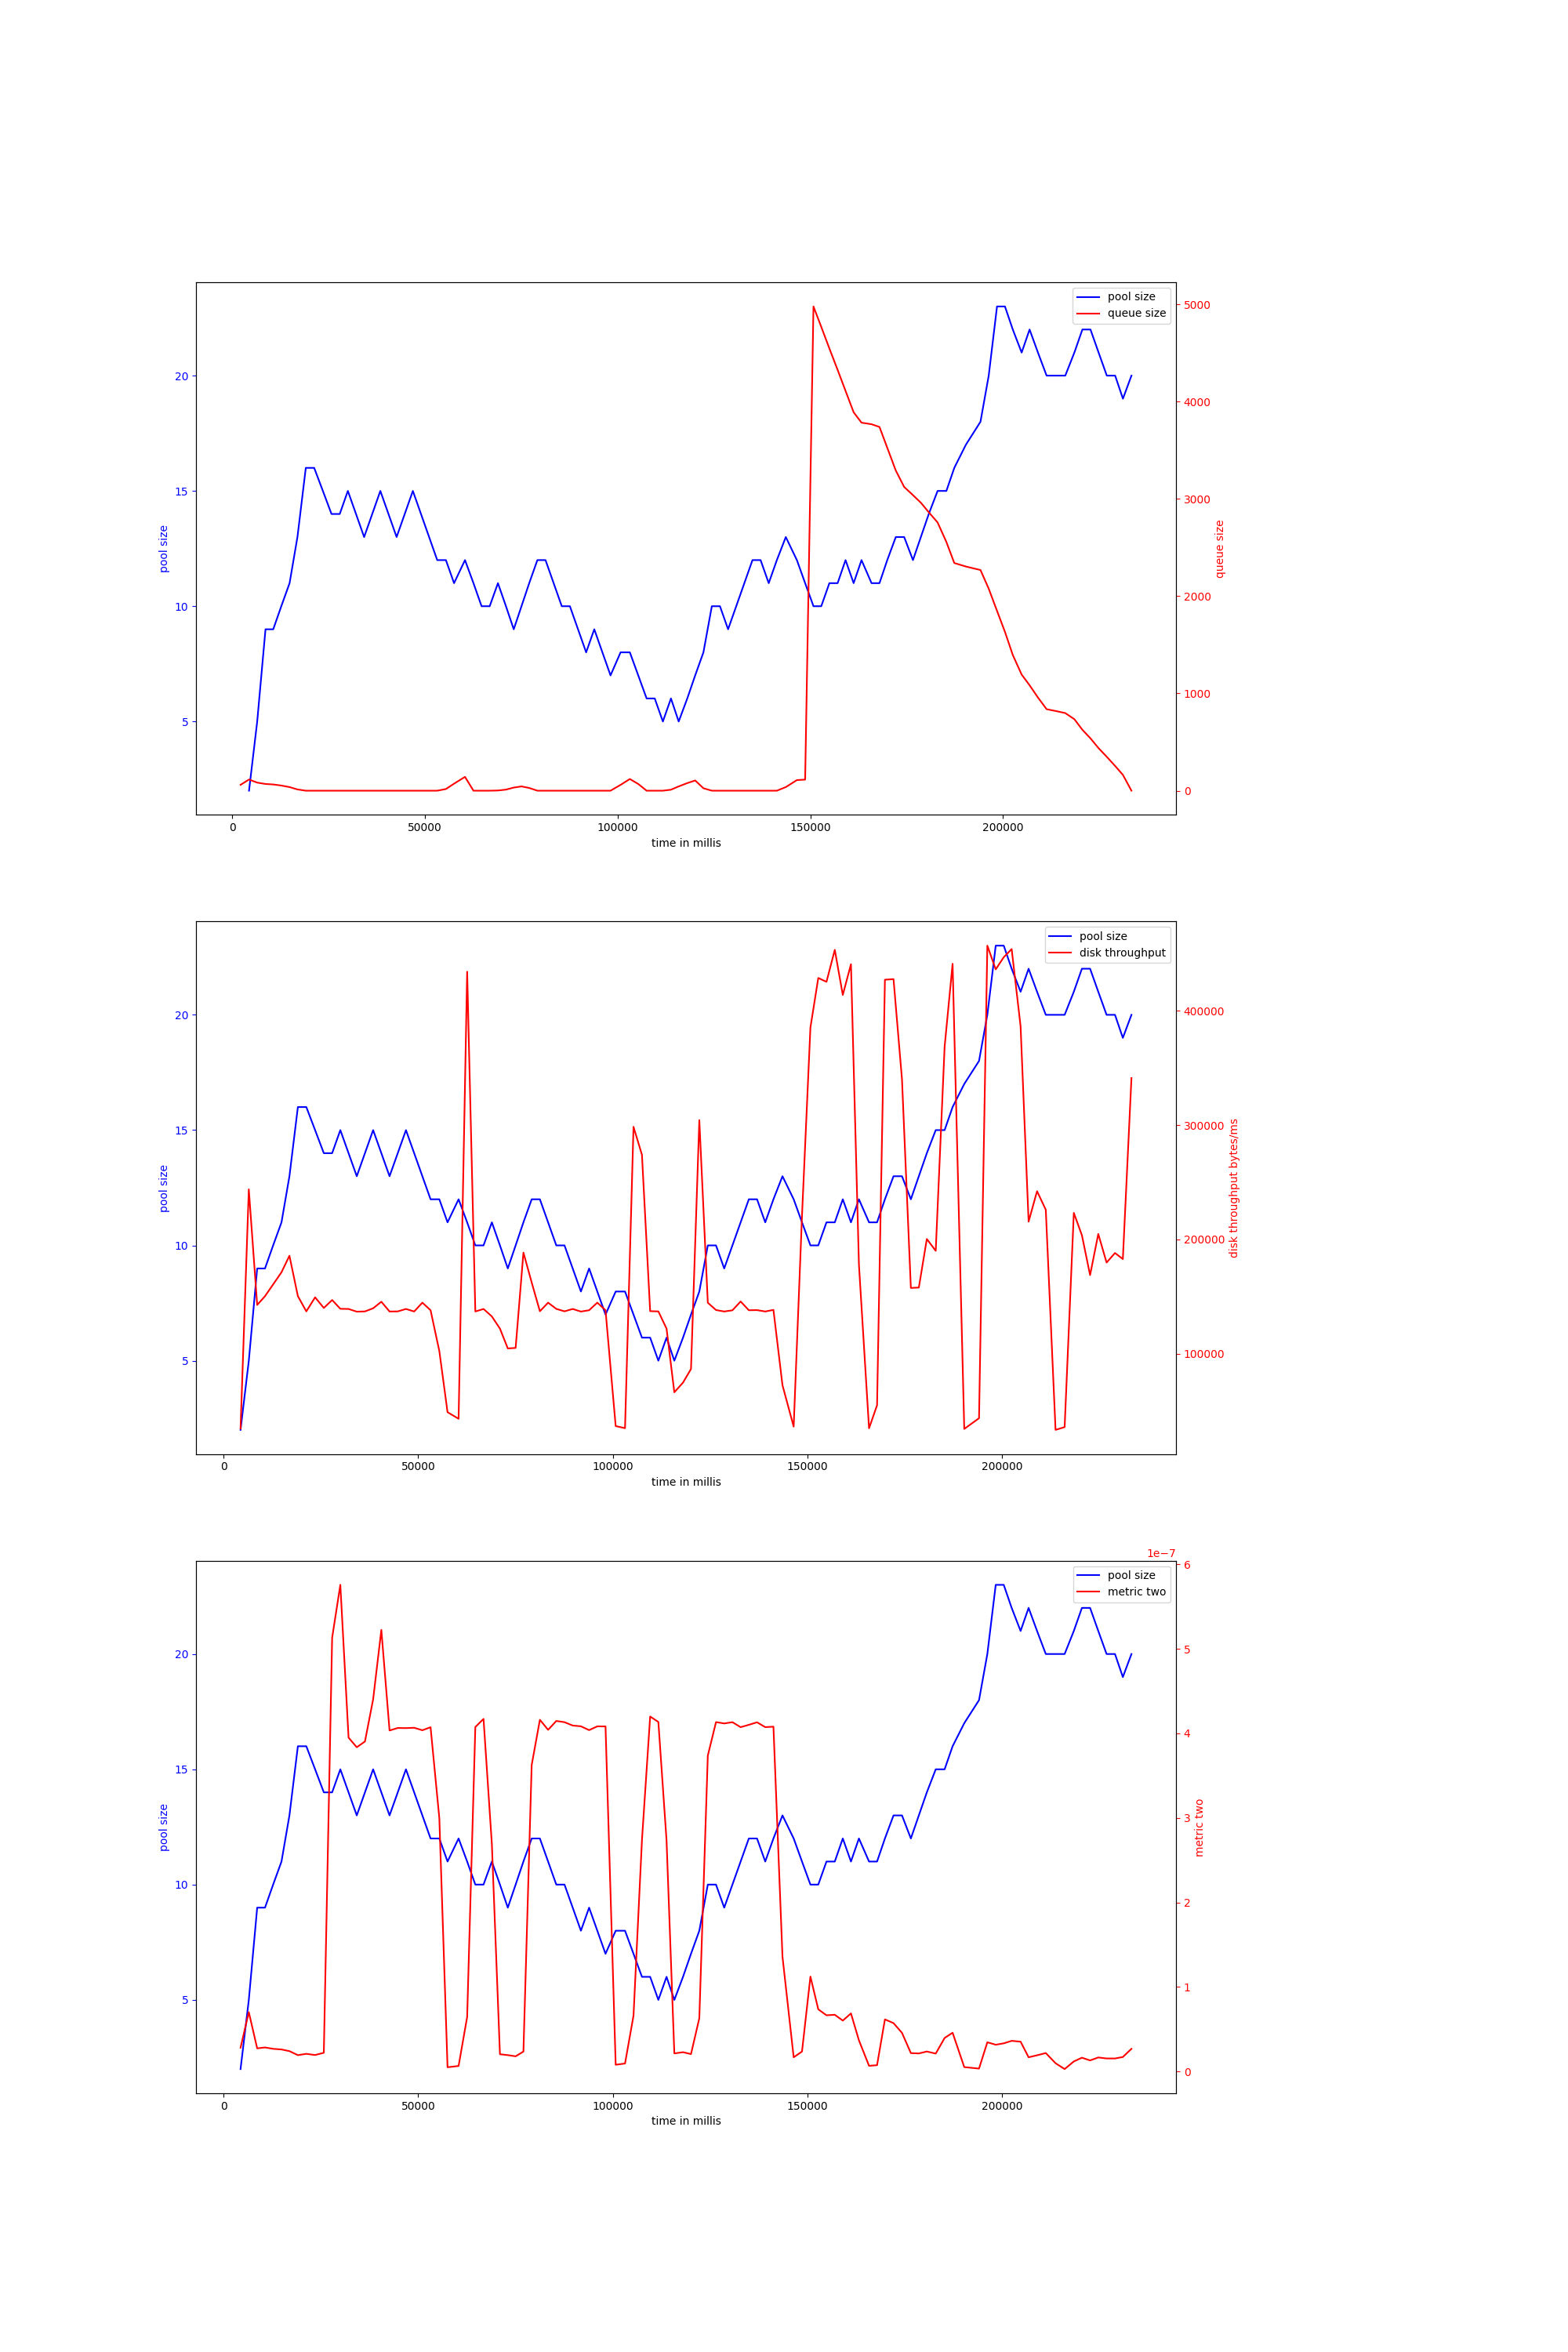 pool size
queue size
5000
4000
3000
2000
1000
0
20
15
10
5
pool size
queue size
0
50000
100000
150000
200000
time in millis
pool size
disk throughput
400000
300000
200000
100000
20
15
10
5
pool size
disk throughput bytes/ms
0
50000
100000
150000
200000
time in millis
1e−7
pool size
metric two
6
5
4
3
2
1
0
20
15
10
5
pool size
metric two
0
50000
100000
150000
200000
time in millis